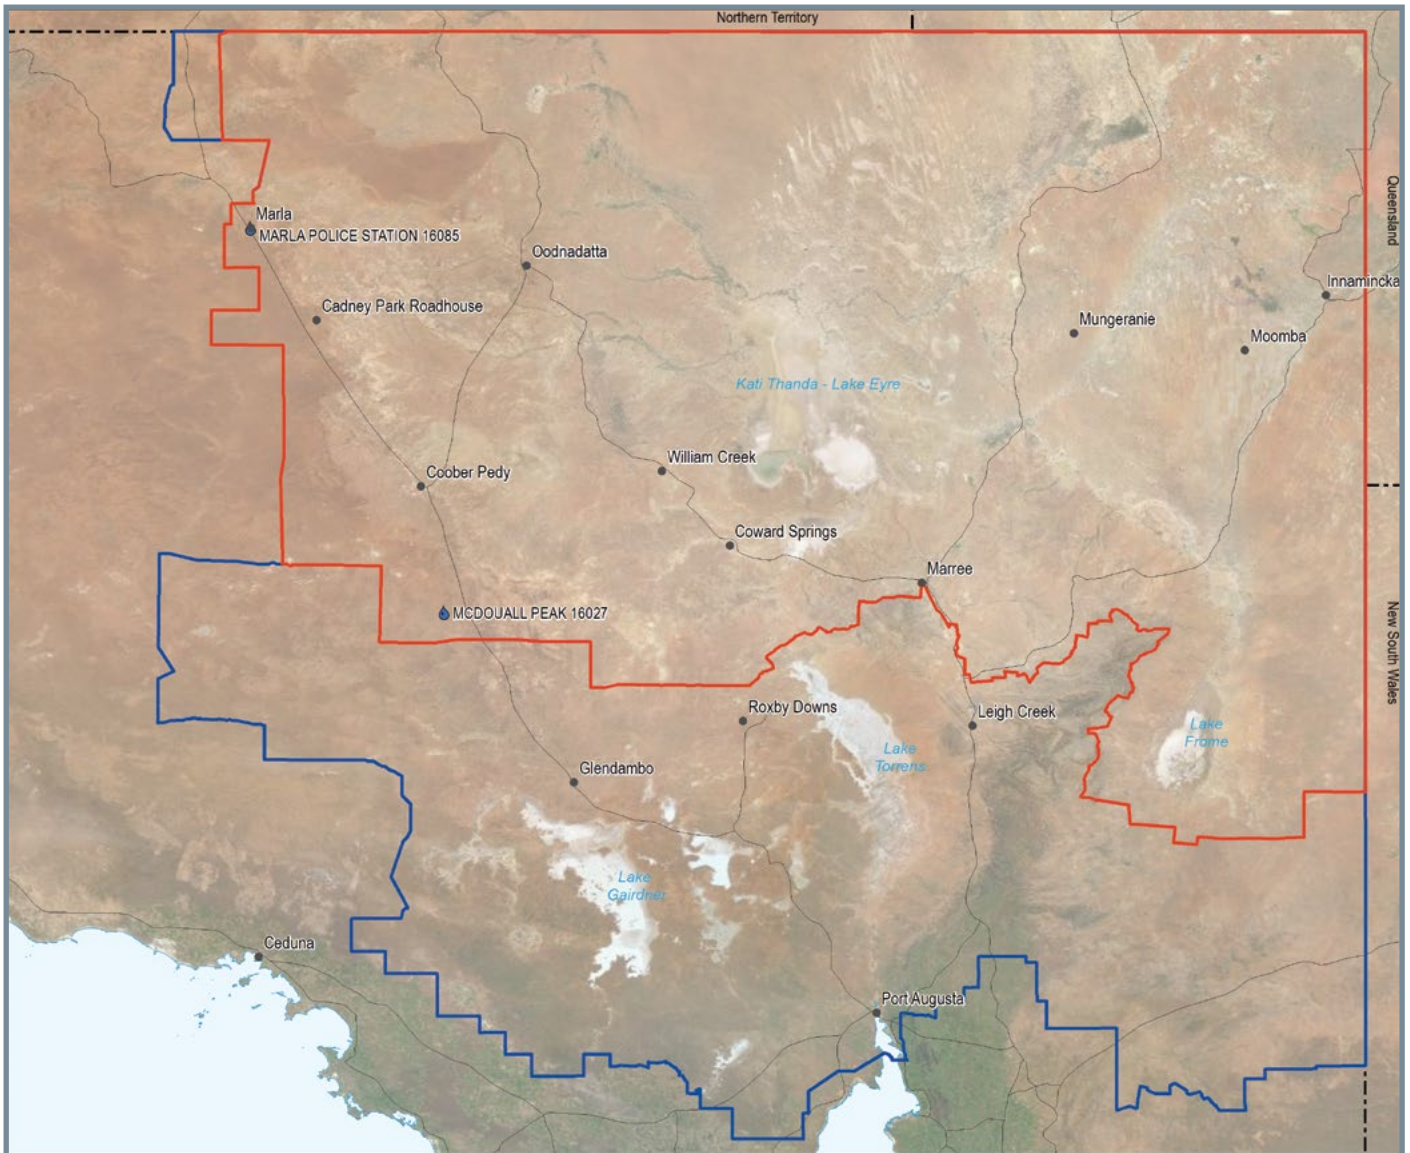 Northern Territory
Queensland
Marla
MARLA POLICE STATION 16085
Oodnadatta
Innamincka
Cadney Park Roadhouse
Mungeranie
Moomba
Kati Thanda - Lake Eyre
William Creek
Coober Pedy
Coward Springs
Marree
MCDOUALL PEAK 16027
New South Wales
Roxby Downs
Leigh Creek
Lake
Frome
Lake
Torrens
Glendambo
Lake
Gairdner
Ceduna
Port Augusta